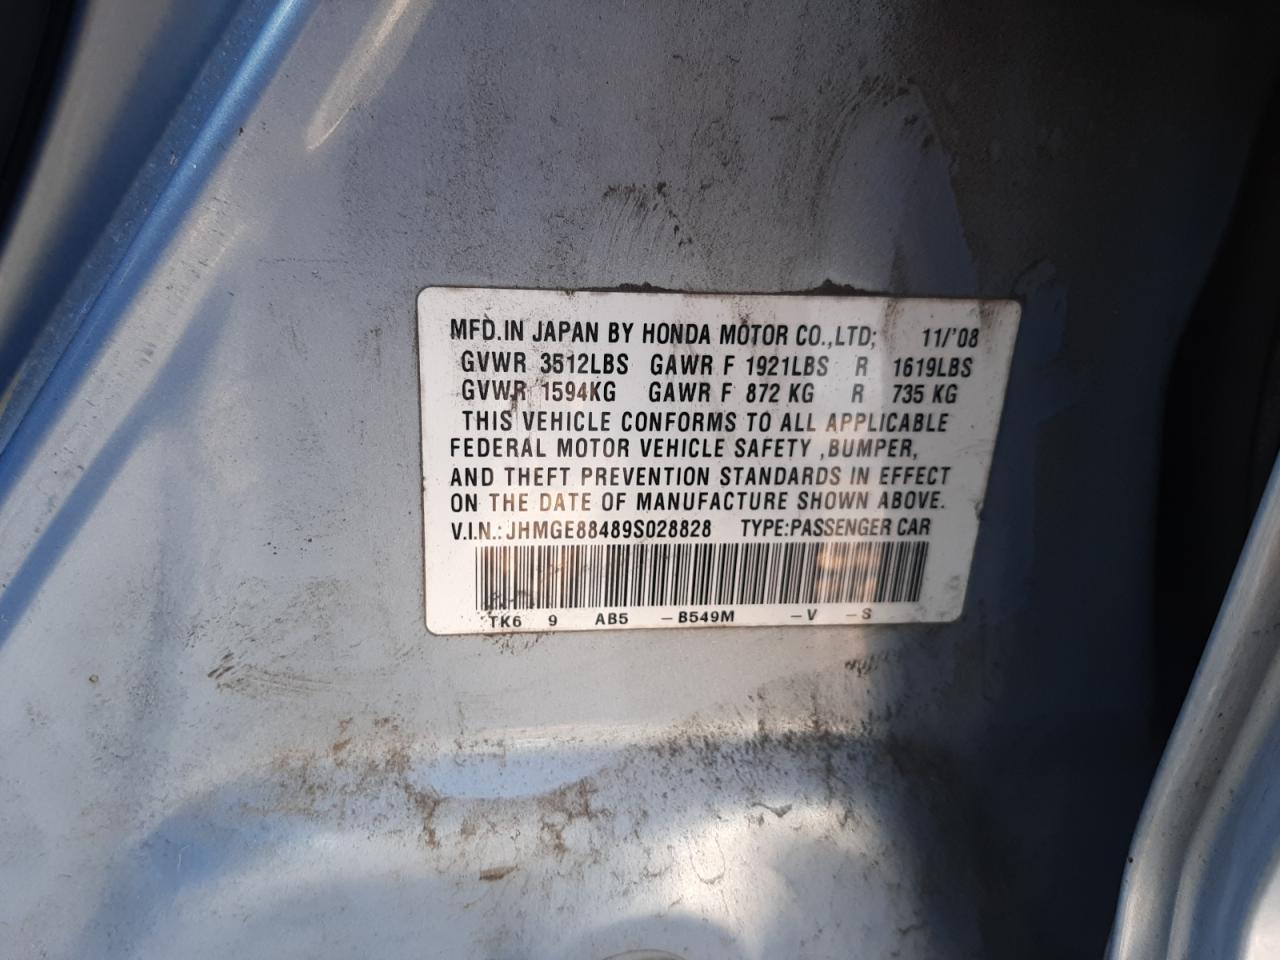 MFD.IN JAPAN BY HONDA MOTOR CO.,LTD; 11/'08
GVWR 3512LBS GAWR F 1921LBS R 1619LBS
GVWR 1594KG GAWR F 872 KG R 735 KG
THIS VEHICLE CONFORMS TO ALL APPLICABLE
FEDERAL MOTOR VEHICLE SAFETY ,BUMPER,
AND THEFT PREVENTION STANDARDS IN EFFECT
ON THE DATE OF MANUFACTURE SHOWN ABOVE.
V.I.N.: JHMGE88489S028828 TYPE:PASSENGER CAR
TK6 9 AB5 –B549M –V –S